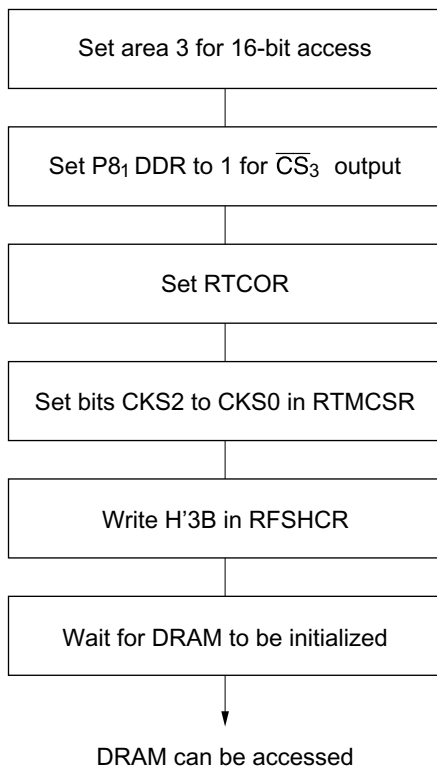 Set area 3 for 16-bit access
Set P8₁ DDR to 1 for C̅S̅₃ output
Set RTCOR
Set bits CKS2 to CKS0 in RTMCSR
Write H'3B in RFSHCR
Wait for DRAM to be initialized
DRAM can be accessed